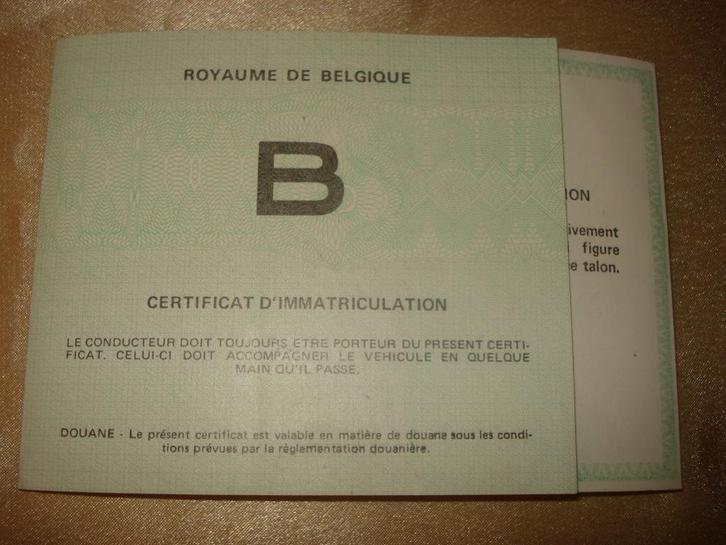 ROYAUME DE BELGIQUE
B
CERTIFICAT D'IMMATRICULATION
LE CONDUCTEUR DOIT TOUJOURS ETRE PORTEUR DU PRESENT CERTI-
FICAT. CELUI-CI DOIT ACCOMPAGNER LE VEHICULE EN QUELQUE
MAIN QU'IL PASSE.
DOUANE - Le présent certificat est valable en matière de douane sous les condi-
tions prévues par la réglementation douanière.
ION
ivement
figure
e talon.